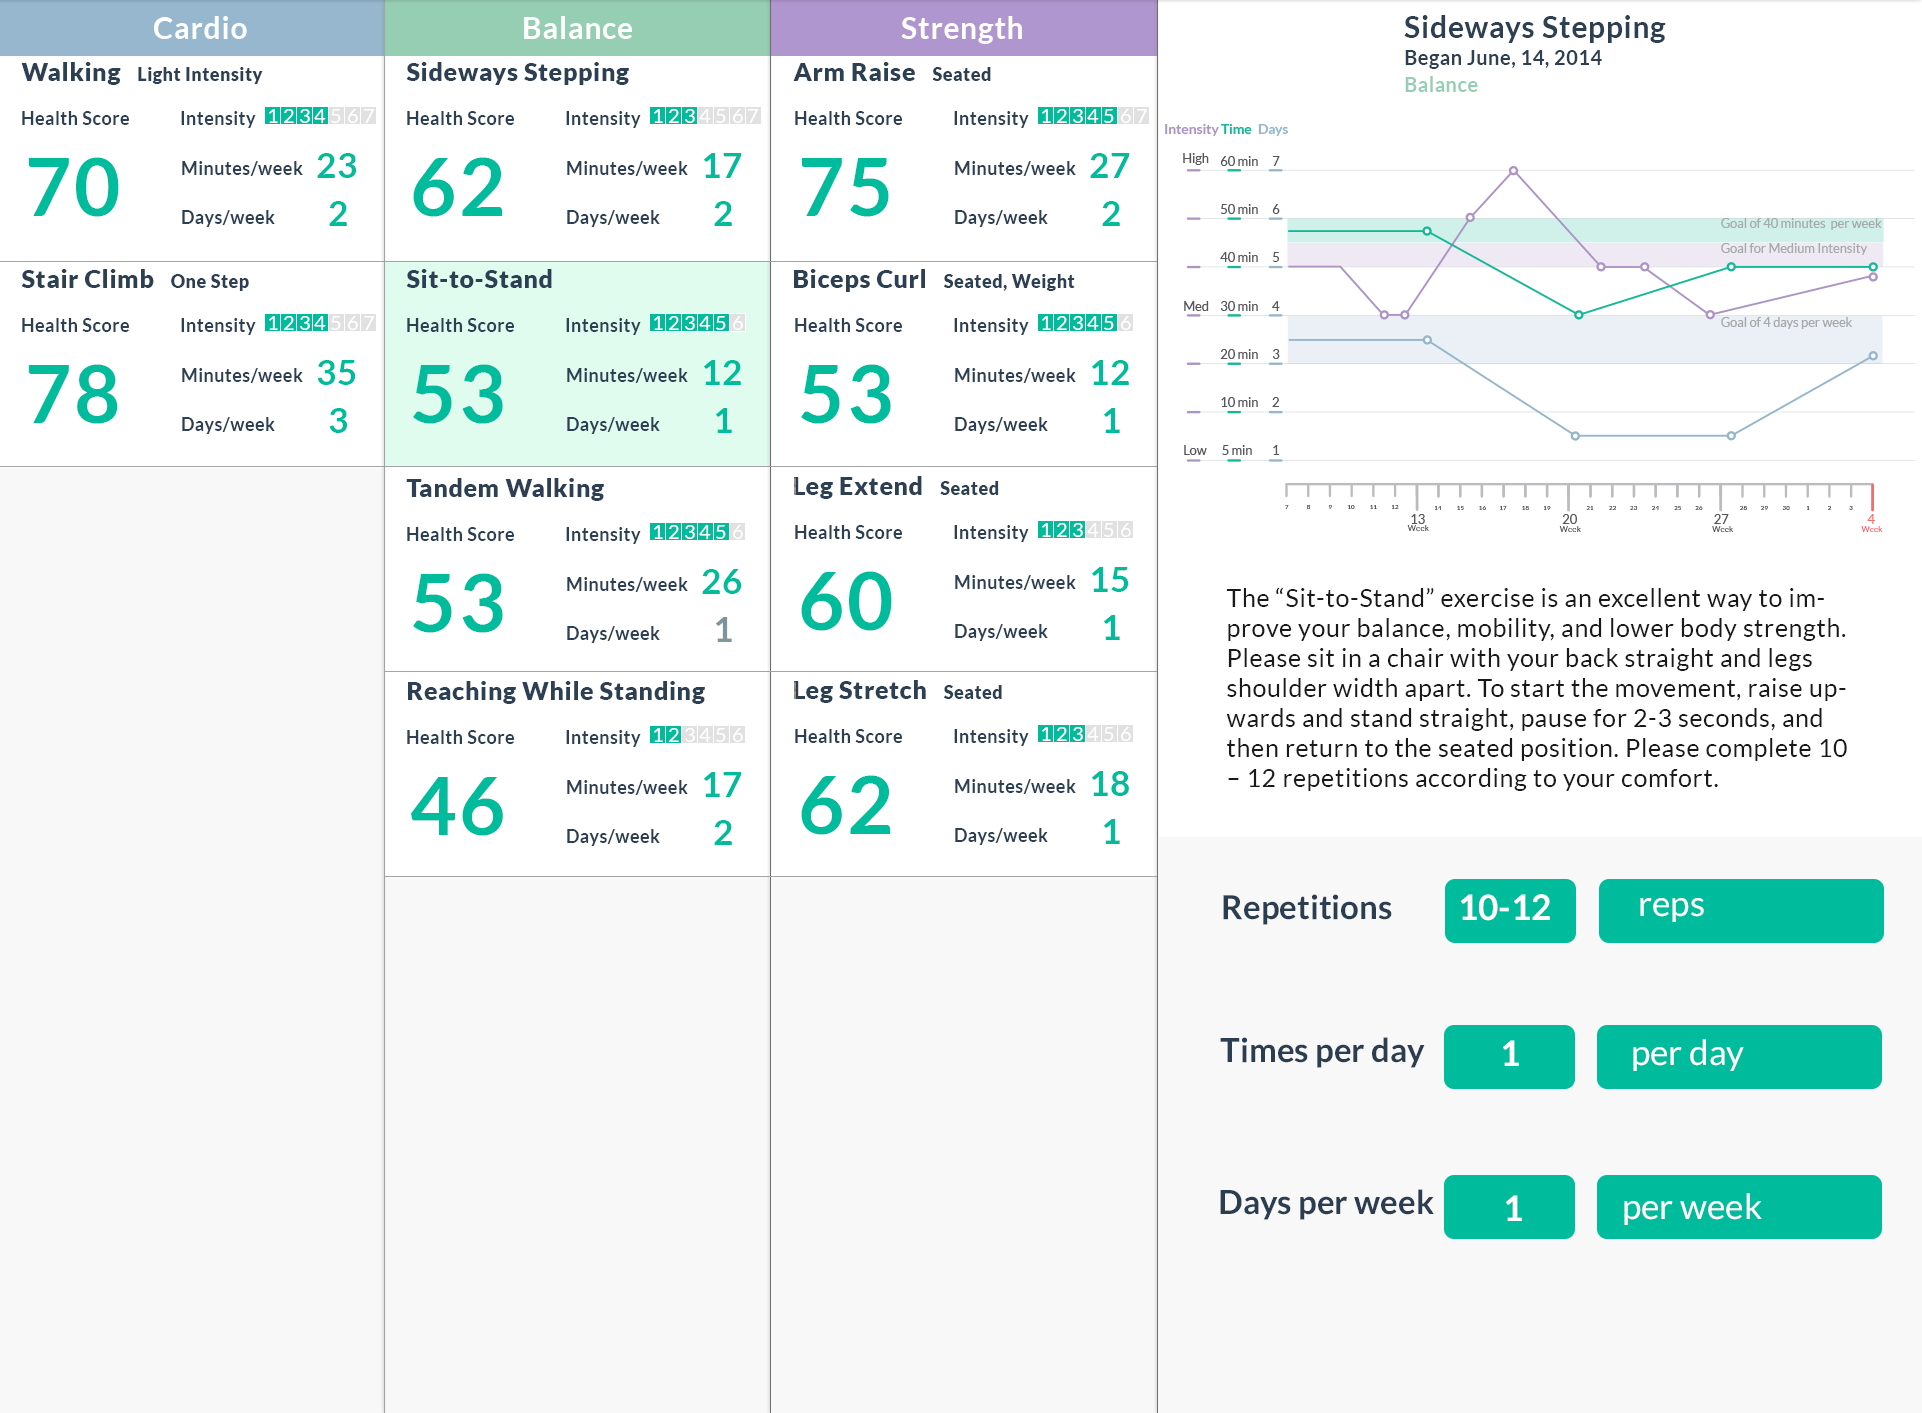 Cardio
Walking Light Intensity
Health Score
Intensity 1 2 3 4 5 6 7
70
Minutes/week 23
Days/week 2
Stair Climb One Step
Health Score
Intensity 1 2 3 4 5 6 7
78
Minutes/week 35
Days/week 3
Balance
Sideways Stepping
Health Score
Intensity 1 2 3 4 5 6 7
62
Minutes/week 17
Days/week 2
Sit-to-Stand
Health Score
Intensity 1 2 3 4 5 6
53
Minutes/week 12
Days/week 1
Tandem Walking
Health Score
Intensity 1 2 3 4 5 6
53
Minutes/week 26
Days/week 1
Reaching While Standing
Health Score
Intensity 1 2 3 4 5 6
46
Minutes/week 17
Days/week 2
Strength
Arm Raise Seated
Health Score
Intensity 1 2 3 4 5 6 7
75
Minutes/week 27
Days/week 2
Biceps Curl Seated, Weight
Health Score
Intensity 1 2 3 4 5 6
53
Minutes/week 12
Days/week 1
Leg Extend Seated
Health Score
Intensity 1 2 3 4 5 6
60
Minutes/week 15
Days/week 1
Leg Stretch Seated
Health Score
Intensity 1 2 3 4 5 6
62
Minutes/week 18
Days/week 1
Sideways Stepping
Began June, 14, 2014
Balance
Intensity Time Days
High 60 min 7
50 min 6
Goal of 40 minutes per week
Goal for Medium Intensity
40 min 5
Med 30 min 4
Goal of 4 days per week
20 min 3
10 min 2
Low 5 min 1
7 8 9 10 11 12 14 15 16 17 18 19 21 22 23 24 25 26 28 29 30 1 2 3
13 20 27 4
Week Week Week Week
The “Sit-to-Stand” exercise is an excellent way to im-
prove your balance, mobility, and lower body strength.
Please sit in a chair with your back straight and legs
shoulder width apart. To start the movement, raise up-
wards and stand straight, pause for 2-3 seconds, and
then return to the seated position. Please complete 10
– 12 repetitions according to your comfort.
Repetitions 10-12 reps
Times per day 1 per day
Days per week 1 per week